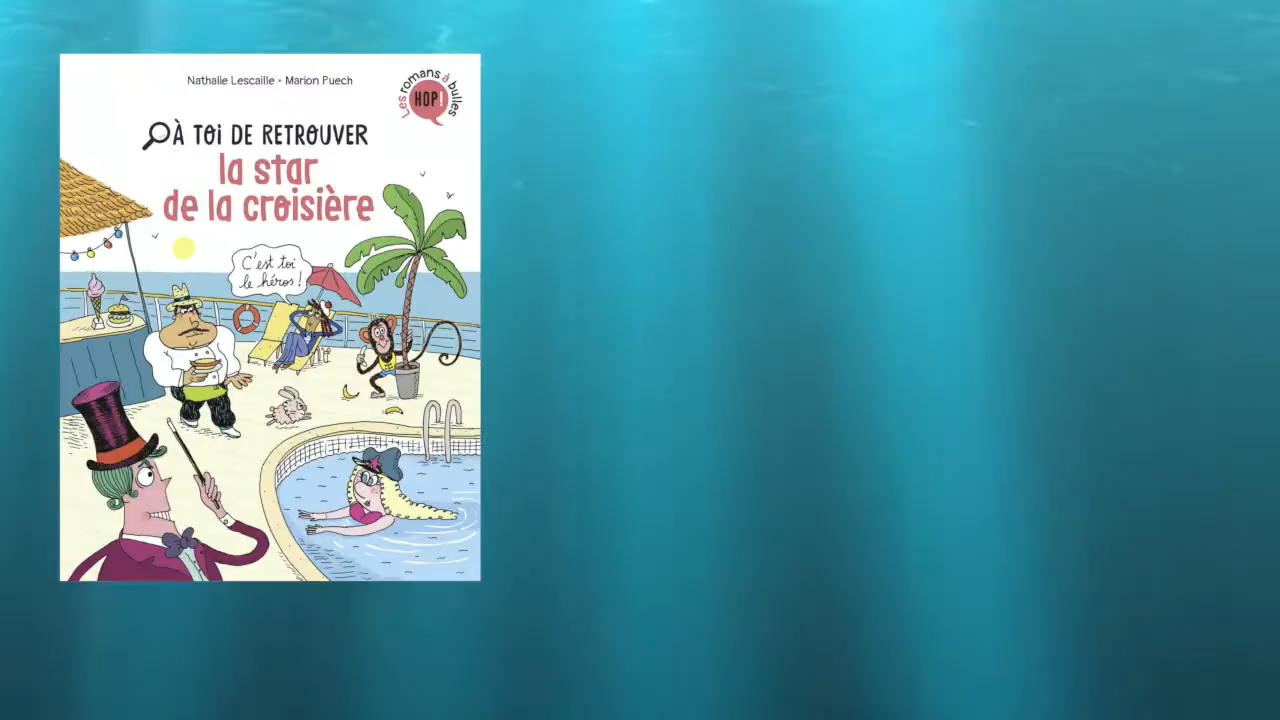 Nathalie Lescaille • Marion Puech
Les romans à bulles
HOP!
À TOi DE RETROUVER
la star
de la croisière
C'est toi
le héros !